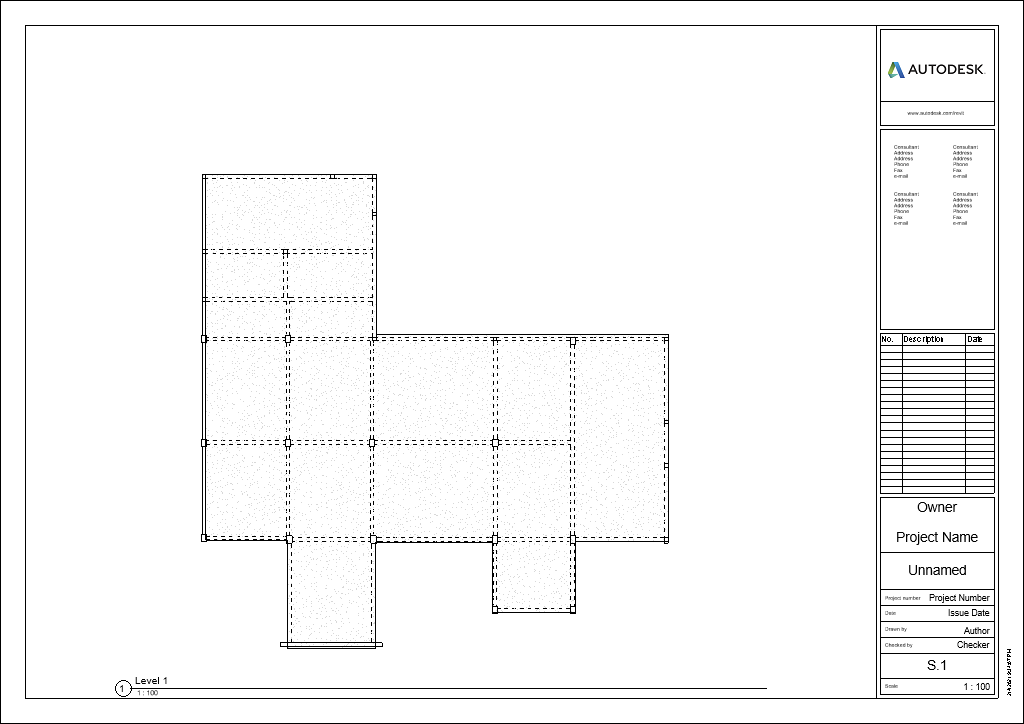 AUTODESK.
www.autodesk.com/revit
Consultant
Address
Address
Phone
Fax
e-mail
Consultant
Address
Address
Phone
Fax
e-mail
Consultant
Address
Address
Phone
Fax
e-mail
Consultant
Address
Address
Phone
Fax
e-mail
No. Description Date
Owner
Project Name
Unnamed
Project number Project Number
Date Issue Date
Drawn by Author
Checked by Checker
S.1
Scale 1 : 100
1 Level 1
1 : 100